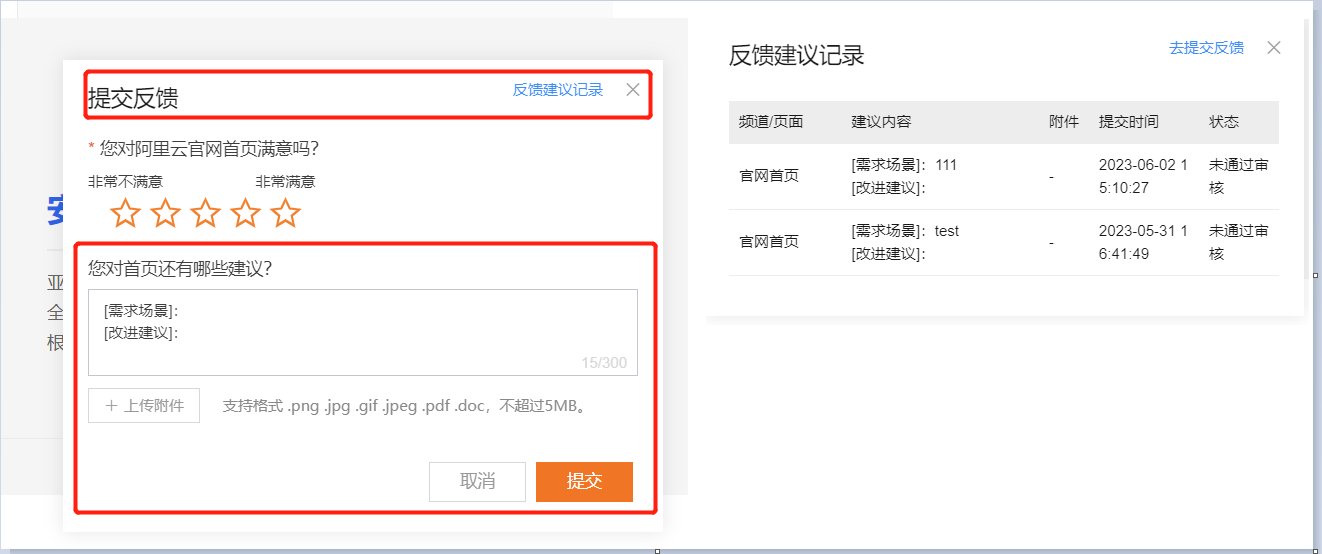 提交反馈
反馈建议记录
* 您对阿里云官网首页满意吗?
非常不满意 非常满意
您对首页还有哪些建议?
[需求场景]:
[改进建议]:
15/300
+ 上传附件 支持格式 .png .jpg .gif .jpeg .pdf .doc，不超过5MB。
取消 提交
安
亚
全
根
反馈建议记录
去提交反馈
频道/页面 建议内容 附件 提交时间 状态
官网首页
[需求场景]: 111
[改进建议]:
-
2023-06-02 1
5:10:27
未通过审
核
官网首页
[需求场景]: test
[改进建议]:
-
2023-05-31 1
6:41:49
未通过审
核